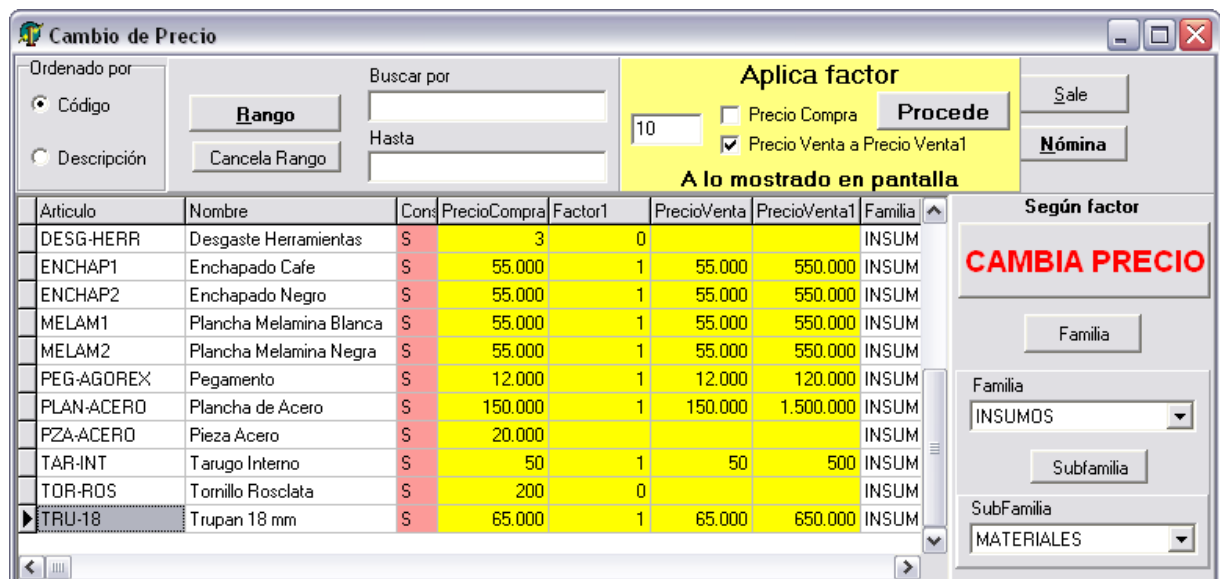 Cambio de Precio
Ordenado por
Código
Descripción
Rango
Cancela Rango
Buscar por
Hasta
Aplica factor
10
Precio Compra
Procede
Precio Venta a Precio Venta1
A lo mostrado en pantalla
Sale
Nómina
Articulo Nombre Cons PrecioCompra Factor1 PrecioVenta PrecioVenta1 Familia
DESG-HERR Desgaste Herramientas S 3 0 INSUM
ENCHAP1 Enchapado Cafe S 55.000 1 55.000 550.000 INSUM
ENCHAP2 Enchapado Negro S 55.000 1 55.000 550.000 INSUM
MELAM1 Plancha Melamina Blanca S 55.000 1 55.000 550.000 INSUM
MELAM2 Plancha Melamina Negra S 55.000 1 55.000 550.000 INSUM
PEG-AGOREX Pegamento S 12.000 1 12.000 120.000 INSUM
PLAN-ACERO Plancha de Acero S 150.000 1 150.000 1.500.000 INSUM
PZA-ACERO Pieza Acero S 20.000 INSUM
TAR-INT Tarugo Interno S 50 1 50 500 INSUM
TOR-ROS Tornillo Rosclata S 200 0 INSUM
TRU-18 Trupan 18 mm S 65.000 1 65.000 650.000 INSUM
Según factor
CAMBIA PRECIO
Familia
Familia
INSUMOS
Subfamilia
SubFamilia
MATERIALES